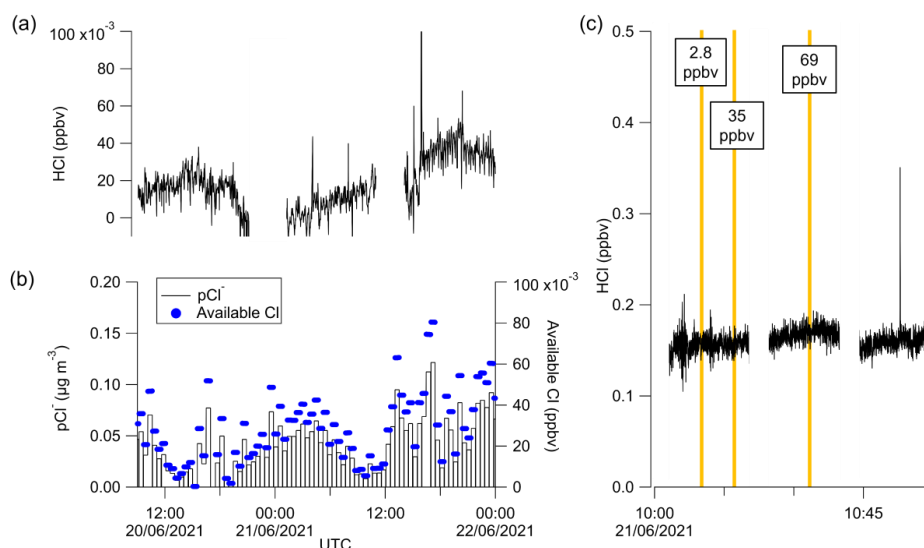 (a)
100 x10⁻³
80
60
40
20
0
HCl (ppbv)
(b)
0.20
0.15
0.10
0.05
0.00
pCl⁻ (µg m⁻³)
pCl⁻
Available Cl
100 x10⁻³
80
60
40
20
0
Available Cl (ppbv)
12:00
20/06/2021
00:00
21/06/2021
12:00
00:00
22/06/2021
UTC
(c)
0.5
0.4
0.3
0.2
0.1
0.0
HCl (ppbv)
2.8
ppbv
35
ppbv
69
ppbv
10:00
21/06/2021
10:45